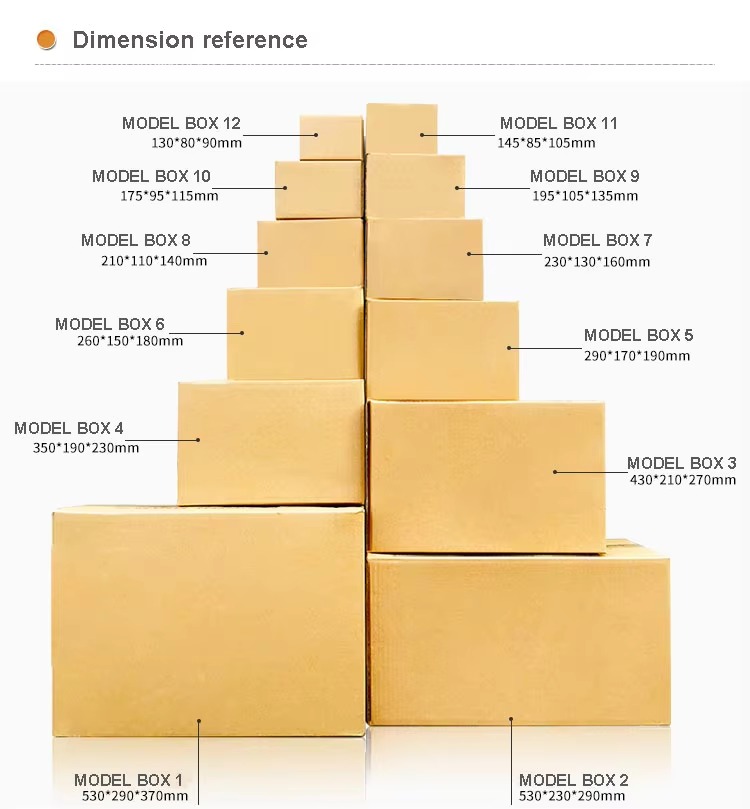 Dimension reference
MODEL BOX 12
130*80*90mm
MODEL BOX 11
145*85*105mm
MODEL BOX 10
175*95*115mm
MODEL BOX 9
195*105*135mm
MODEL BOX 8
210*110*140mm
MODEL BOX 7
230*130*160mm
MODEL BOX 6
260*150*180mm
MODEL BOX 5
290*170*190mm
MODEL BOX 4
350*190*230mm
MODEL BOX 3
430*210*270mm
MODEL BOX 1
530*290*370mm
MODEL BOX 2
530*230*290mm